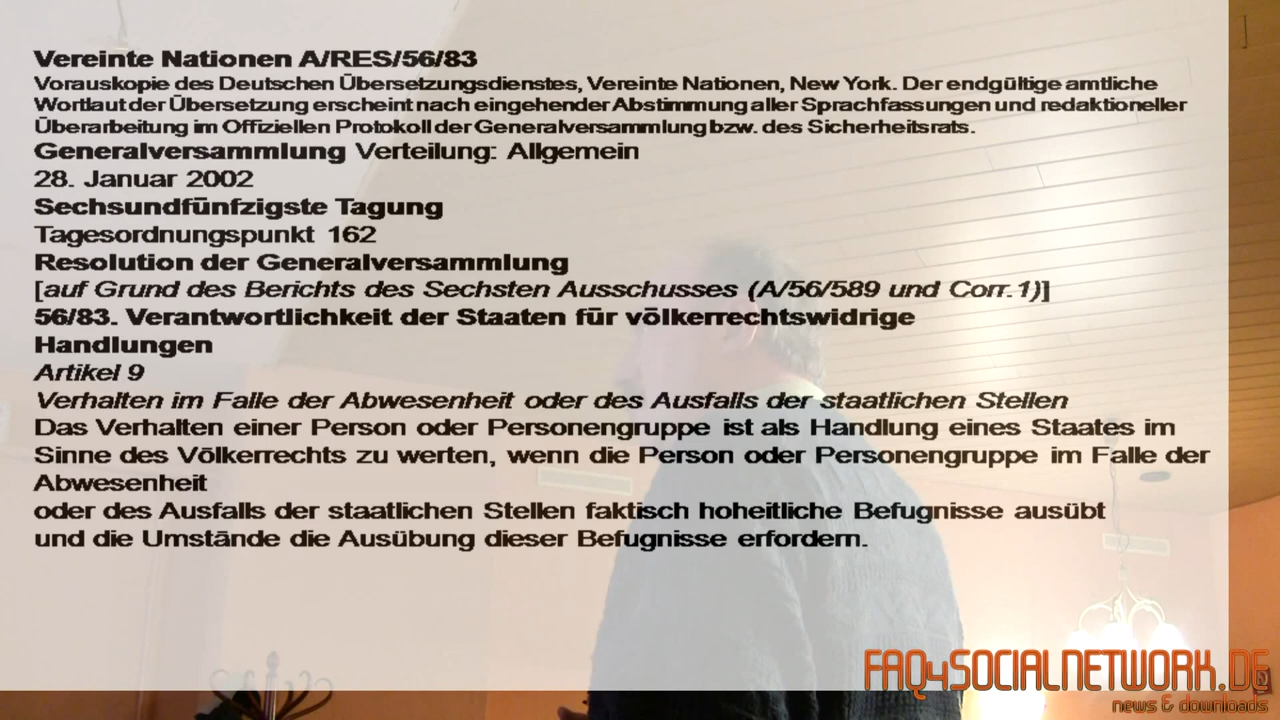 Vereinte Nationen A/RES/56/83
Vorauskopie des Deutschen Übersetzungsdienstes, Vereinte Nationen, New York. Der endgültige amtliche
Wortlaut der Übersetzung erscheint nach eingehender Abstimmung aller Sprachfassungen und redaktioneller
Überarbeitung im Offiziellen Protokoll der Generalversammlung bzw. des Sicherheitsrats.
Generalversammlung Verteilung: Allgemein
28. Januar 2002
Sechsundfünfzigste Tagung
Tagesordnungspunkt 162
Resolution der Generalversammlung
[auf Grund des Berichts des Sechsten Ausschusses (A/56/589 und Corr.1)]
56/83. Verantwortlichkeit der Staaten für völkerrechtswidrige
Handlungen
Artikel 9
Verhalten im Falle der Abwesenheit oder des Ausfalls der staatlichen Stellen
Das Verhalten einer Person oder Personengruppe ist als Handlung eines Staates im
Sinne des Völkerrechts zu werten, wenn die Person oder Personengruppe im Falle der
Abwesenheit
oder des Ausfalls der staatlichen Stellen faktisch hoheitliche Befugnisse ausübt
und die Umstände die Ausübung dieser Befugnisse erfordern.
FAQ4SOCIALNETWORK.DE
news & downloads